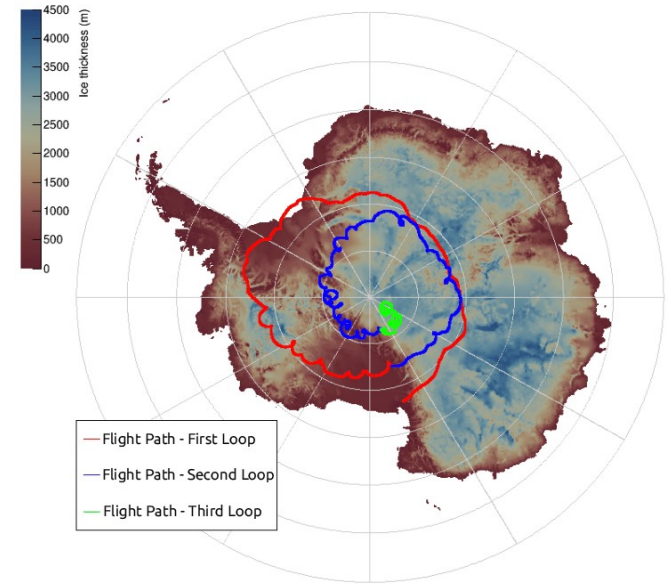 4500
4000
3500
3000
2500
2000
1500
1000
500
0
Ice thickness (m)
Flight Path - First Loop
Flight Path - Second Loop
Flight Path - Third Loop